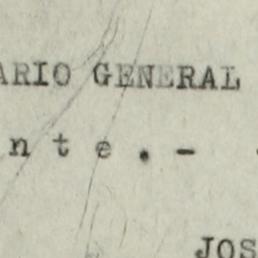 ARIO GENERAL
n t e . -
JOS